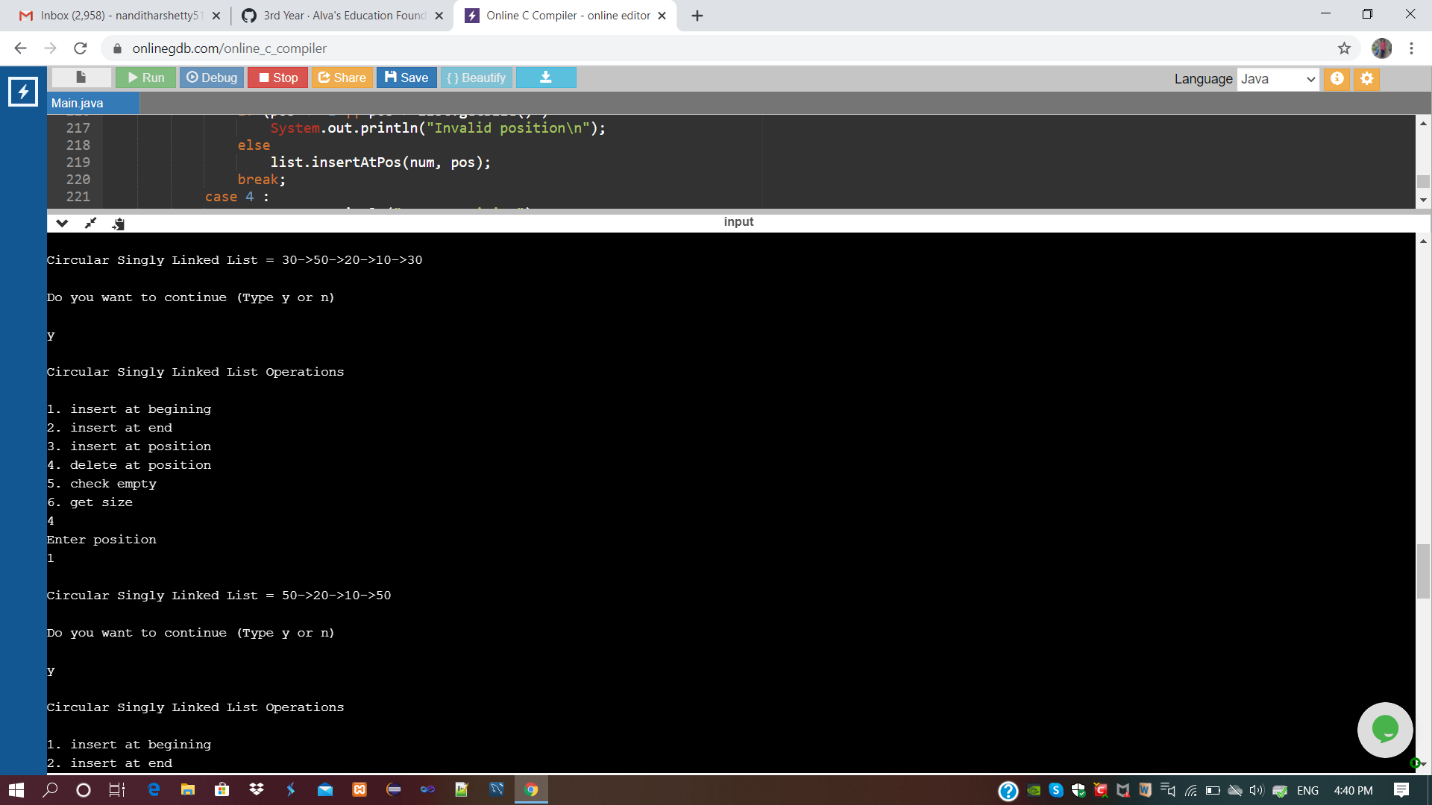 Inbox (2,958) - nanditharshetty51
3rd Year · Alva's Education Found
Online C Compiler - online editor
onlinegdb.com/online_c_compiler
Run Debug Stop Share Save { } Beautify Language Java
Main.java
217 System.out.println("Invalid position\n");
218 else
219 list.insertAtPos(num, pos);
220 break;
221 case 4 :
input
Circular Singly Linked List = 30->50->20->10->30
Do you want to continue (Type y or n)
y
Circular Singly Linked List Operations
1. insert at begining
2. insert at end
3. insert at position
4. delete at position
5. check empty
6. get size
4
Enter position
1
Circular Singly Linked List = 50->20->10->50
Do you want to continue (Type y or n)
y
Circular Singly Linked List Operations
1. insert at begining
2. insert at end
ENG 4:40 PM